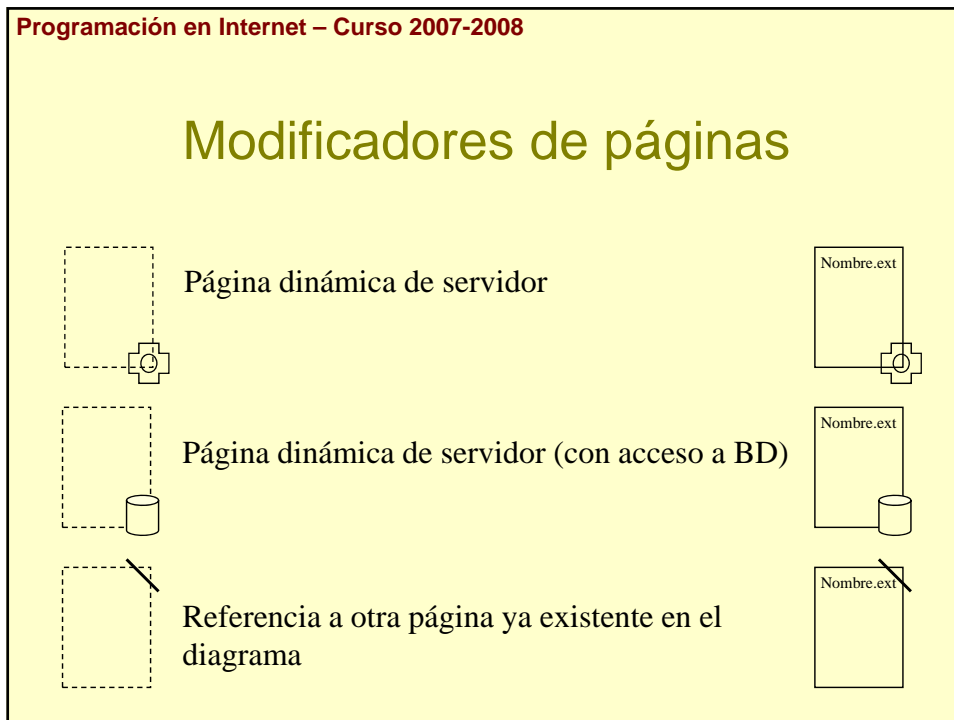 Programación en Internet – Curso 2007-2008
Modificadores de páginas
Página dinámica de servidor
Nombre.ext
Página dinámica de servidor (con acceso a BD)
Nombre.ext
Referencia a otra página ya existente en el
diagrama
Nombre.ext